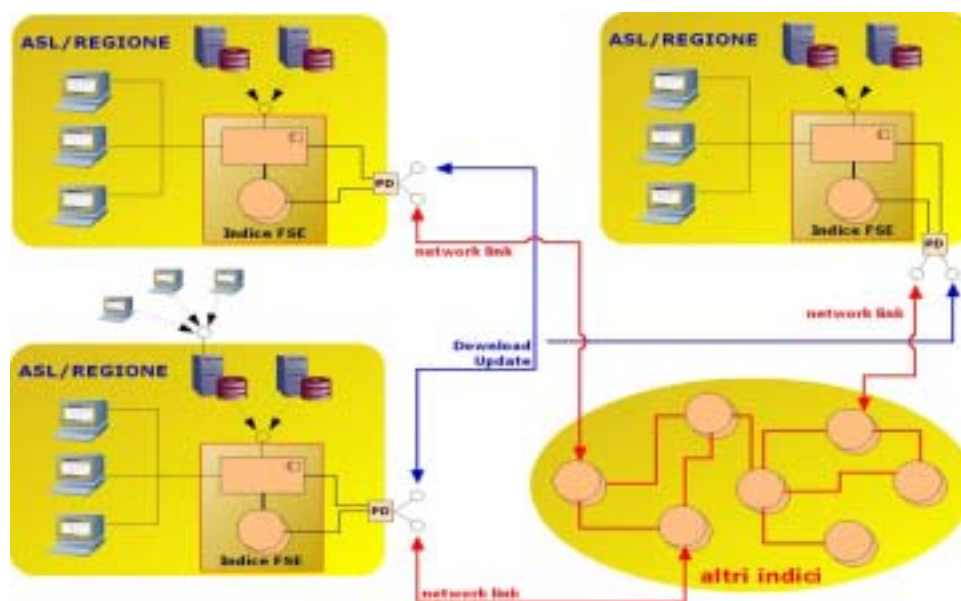 ASL/REGIONE
ASL/REGIONE
PD
Indice FSE
network link
Indice FSE
PD
network link
Download
Update
ASL/REGIONE
PD
Indice FSE
network link
altri indici